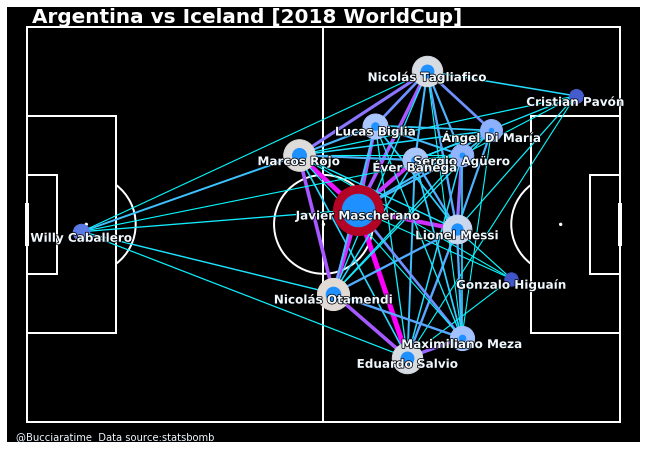 Argentina vs Iceland [2018 WorldCup]
Nicolás Tagliafico
Cristian Pavón
Lucas Biglia
Ángel Di María
Marcos Rojo
Sergio Agüero
Éver Banega
Javier Mascherano
Lionel Messi
Willy Caballero
Gonzalo Higuaín
Nicolás Otamendi
Maximiliano Meza
Eduardo Salvio
@Bucciaratime Data source:statsbomb